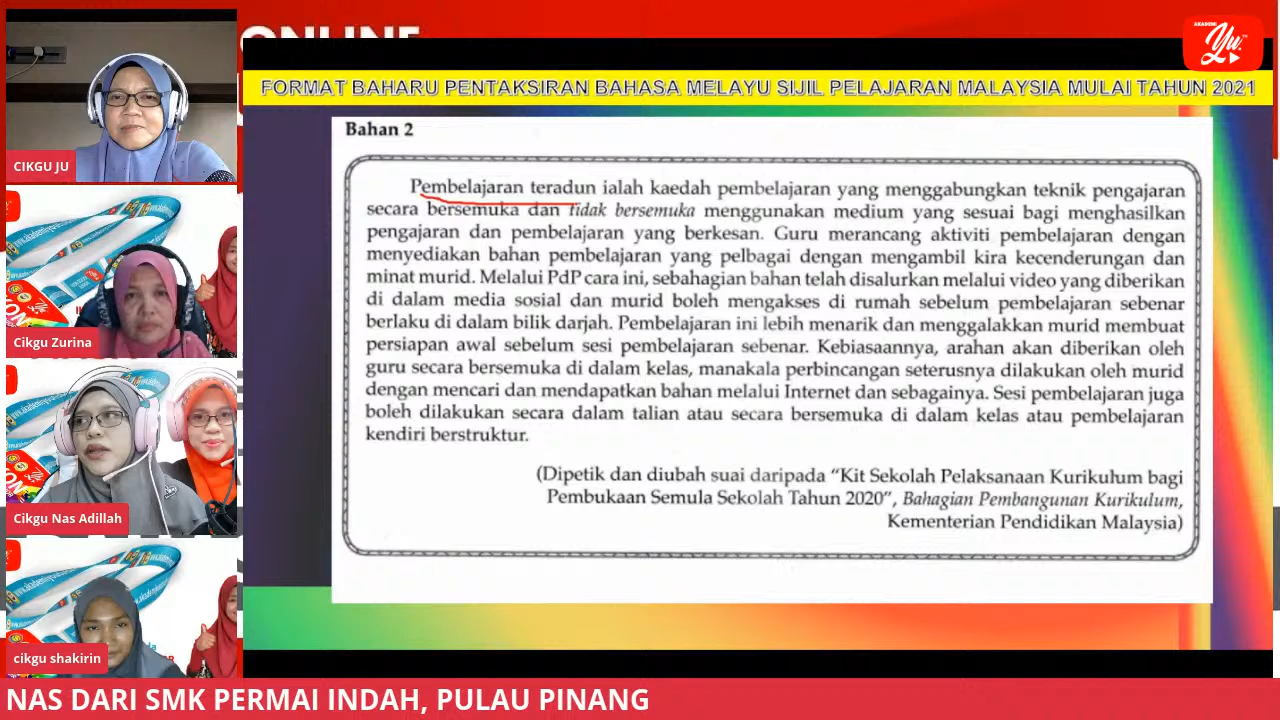 ONLINE
AKADEMI
Yu.
FORMAT BAHARU PENTAKSIRAN BAHASA MELAYU SIJIL PELAJARAN MALAYSIA MULAI TAHUN 2021
Bahan 2
Pembelajaran teradun ialah kaedah pembelajaran yang menggabungkan teknik pengajaran
secara bersemuka dan tidak bersemuka menggunakan medium yang sesuai bagi menghasilkan
pengajaran dan pembelajaran yang berkesan. Guru merancang aktiviti pembelajaran dengan
menyediakan bahan pembelajaran yang pelbagai dengan mengambil kira kecenderungan dan
minat murid. Melalui PdP cara ini, sebahagian bahan telah disalurkan melalui video yang diberikan
di dalam media sosial dan murid boleh mengakses di rumah sebelum pembelajaran sebenar
berlaku di dalam bilik darjah. Pembelajaran ini lebih menarik dan menggalakkan murid membuat
persiapan awal sebelum sesi pembelajaran sebenar. Kebiasaannya, arahan akan diberikan oleh
guru secara bersemuka di dalam kelas, manakala perbincangan seterusnya dilakukan oleh murid
dengan mencari dan mendapatkan bahan melalui Internet dan sebagainya. Sesi pembelajaran juga
boleh dilakukan secara dalam talian atau secara bersemuka di dalam kelas atau pembelajaran
kendiri berstruktur.
(Dipetik dan diubah suai daripada “Kit Sekolah Pelaksanaan Kurikulum bagi
Pembukaan Semula Sekolah Tahun 2020”, Bahagian Pembangunan Kurikulum,
Kementerian Pendidikan Malaysia)
CIKGU JU
Cikgu Zurina
Cikgu Nas Adillah
cikgu shakirin
NAS DARI SMK PERMAI INDAH, PULAU PINANG